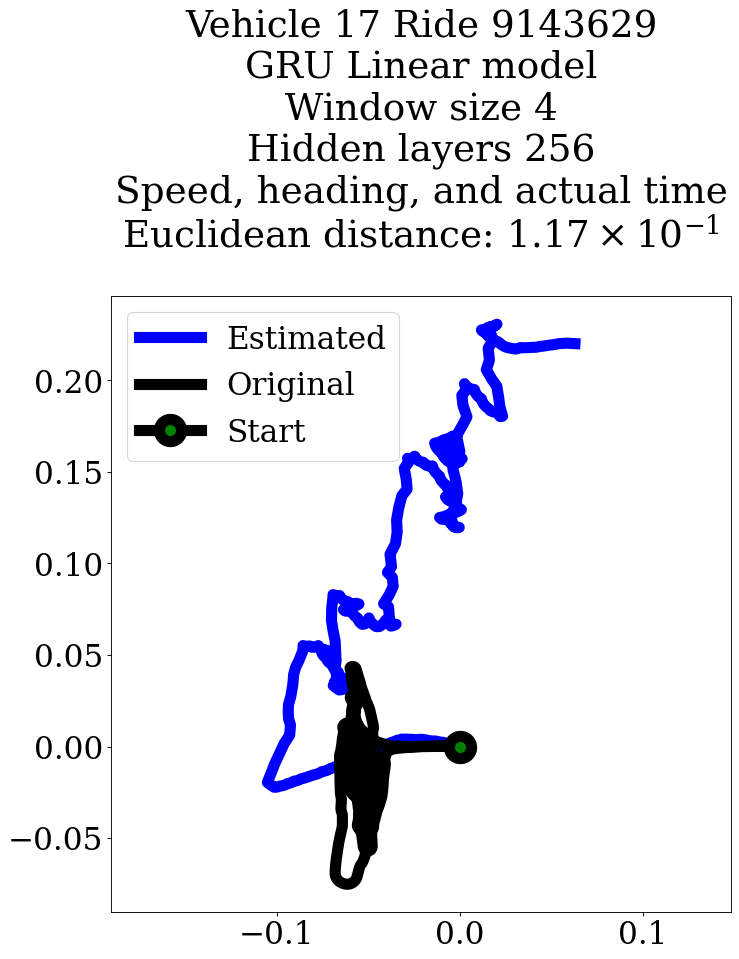 Vehicle 17 Ride 9143629
GRU Linear model
Window size 4
Hidden layers 256
Speed, heading, and actual time
Euclidean distance: 1.17 × 10⁻¹
Estimated
Original
Start
0.20
0.15
0.10
0.05
0.00
−0.05
−0.1
0.0
0.1